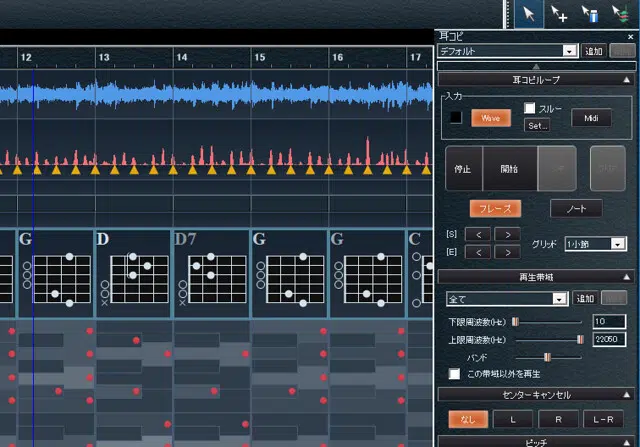 耳コピ
デフォルト 追加
12 13 14 15 16 17
耳コピループ
入力
Wave スルー Midi
Set...
停止 開始
フレーズ ノート
[S] < >
[E] < > グリッド 1小節
G D D7 G G C
再生帯域
全て 追加
下限周波数(Hz) 10
上限周波数(Hz) 22050
バンド
この帯域以外を再生
センターキャンセル
なし L R L-R
ピッチ